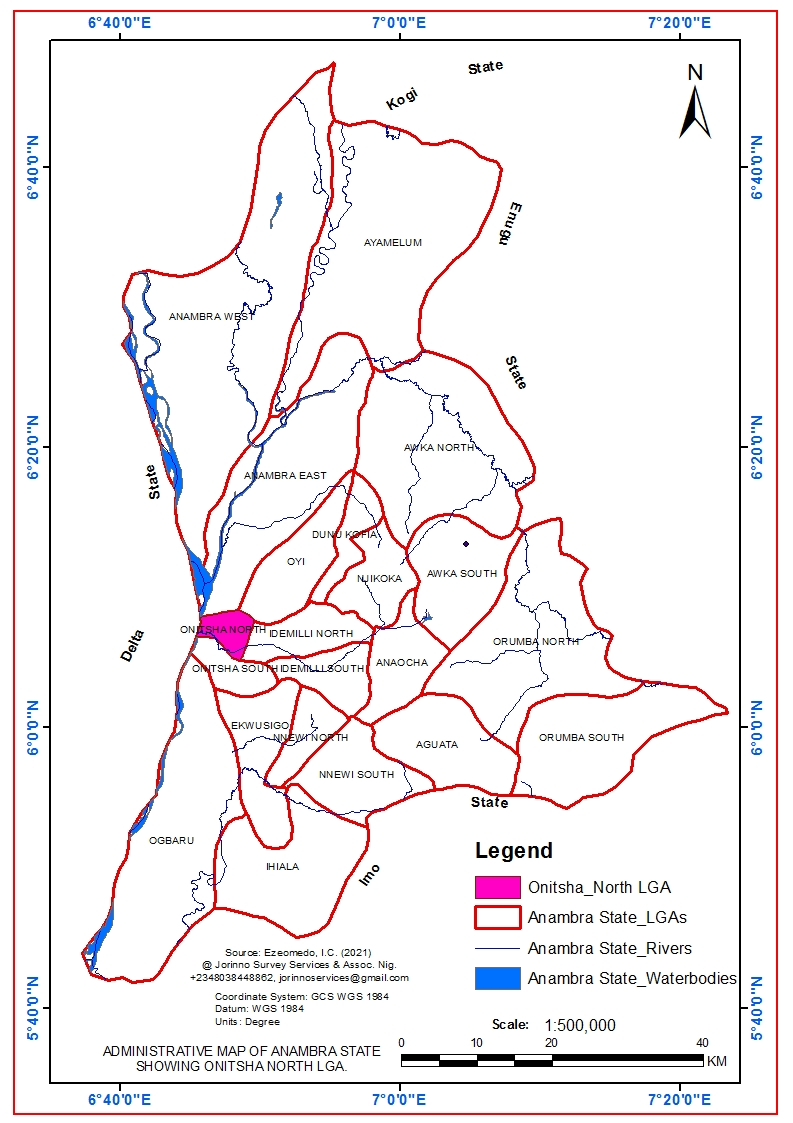 6°40'0"E 7°0'0"E 7°20'0"E
N
State
Kogi
6°40'0"N 6°40'0"N
Enugu
AYAMELUM
ANAMBRA WEST
State
6°20'0"N 6°20'0"N
AWKA NORTH
ANAMBRA EAST
State
DUNU KOFIA
OYI
NJIKOKA
AWKA SOUTH
ONITSHA NORTH
IDEMILLI NORTH
Delta
ORUMBA NORTH
ANAOCHA
ONITSHA SOUTH
IDEMILLI SOUTH
6°0'0"N 6°0'0"N
EKWUSIGO
NNEWI NORTH
AGUATA
ORUMBA SOUTH
NNEWI SOUTH
State
OGBARU
IHIALA
Imo
Legend
Onitsha_North LGA
Anambra State_LGAs
Anambra State_Rivers
Anambra State_Waterbodies
Source: Ezeomedo, I.C. (2021)
@ Jorinno Survey Services & Assoc. Nig.
+2348038448862, jorinnoservices@gmail.com
Coordinate System: GCS WGS 1984
Datum: WGS 1984
Units: Degree
5°40'0"N 5°40'0"N
Scale: 1:500,000
0 10 20 40
KM
ADMINISTRATIVE MAP OF ANAMBRA STATE
SHOWING ONITSHA NORTH LGA.
6°40'0"E 7°0'0"E 7°20'0"E